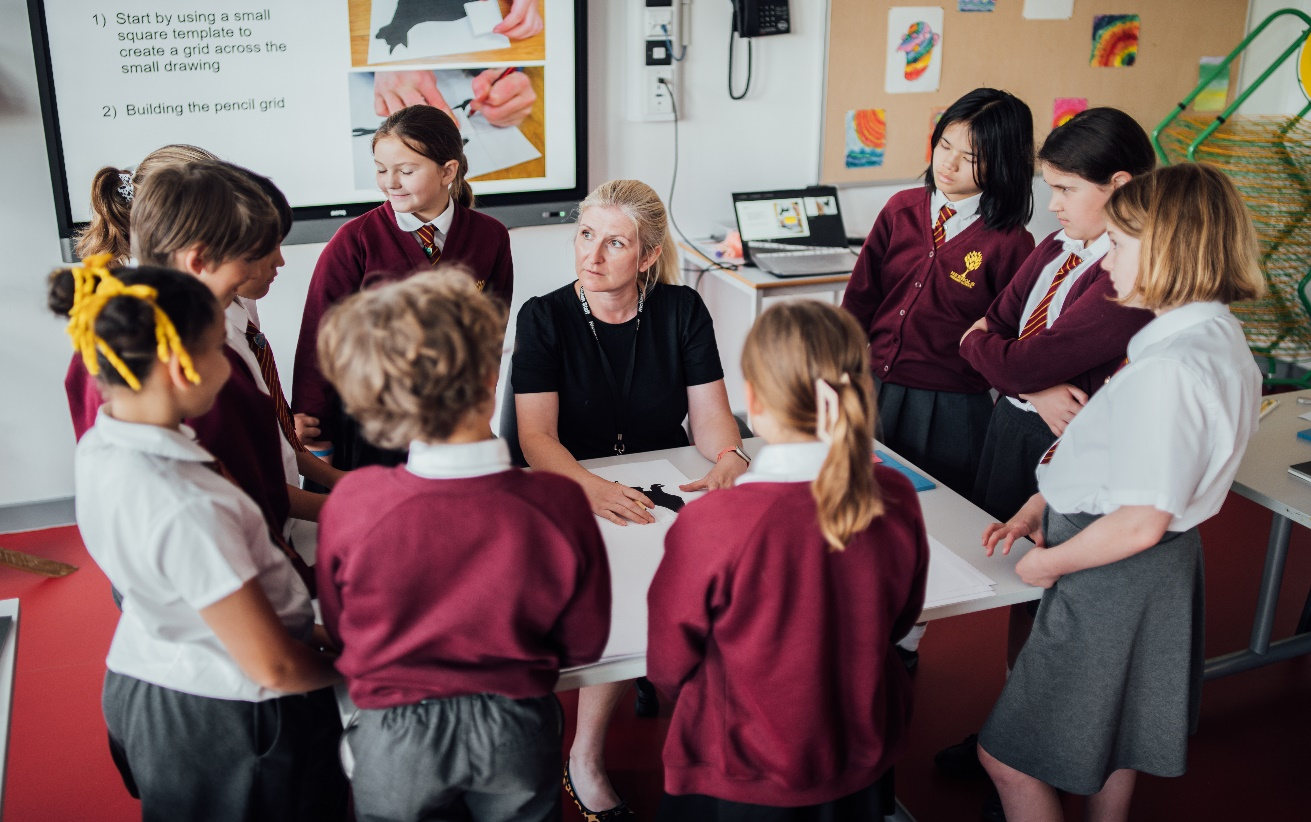 1) Start by using a small
square template to
create a grid across the
small drawing
2) Building the pencil grid